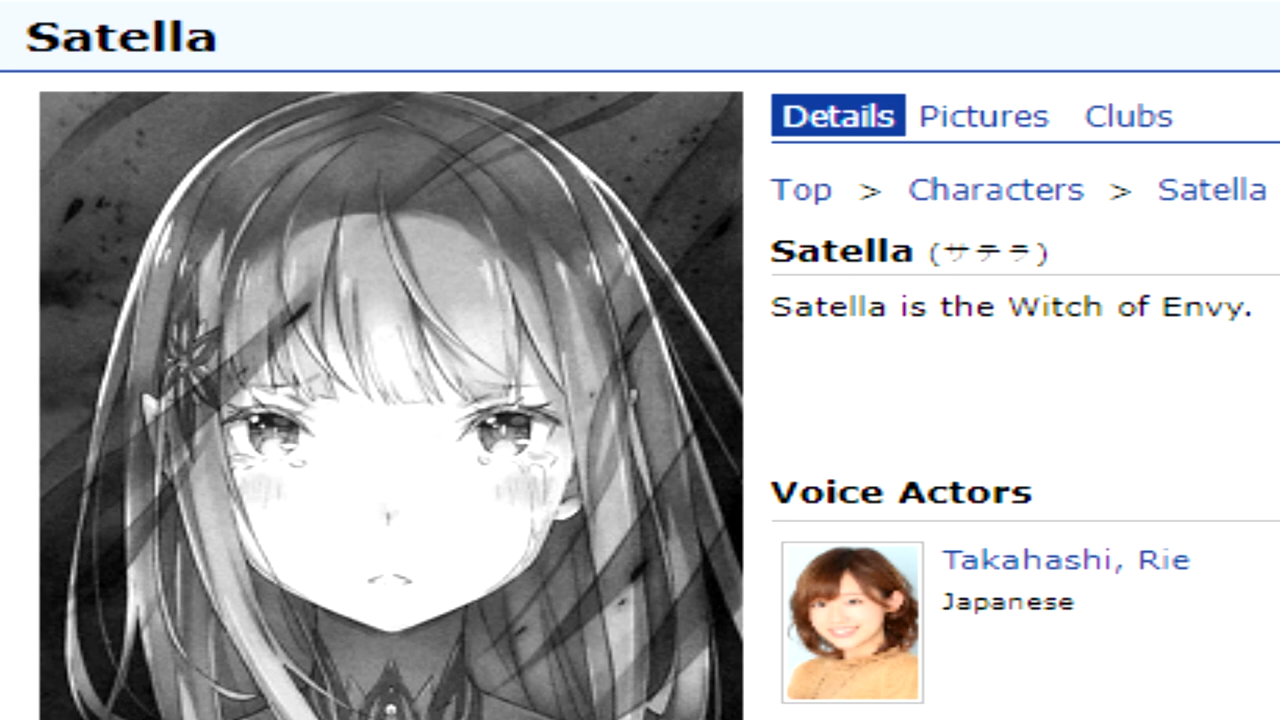 Satella
Details Pictures Clubs
Top > Characters > Satella
Satella (サテラ)
Satella is the Witch of Envy.
Voice Actors
Takahashi, Rie
Japanese